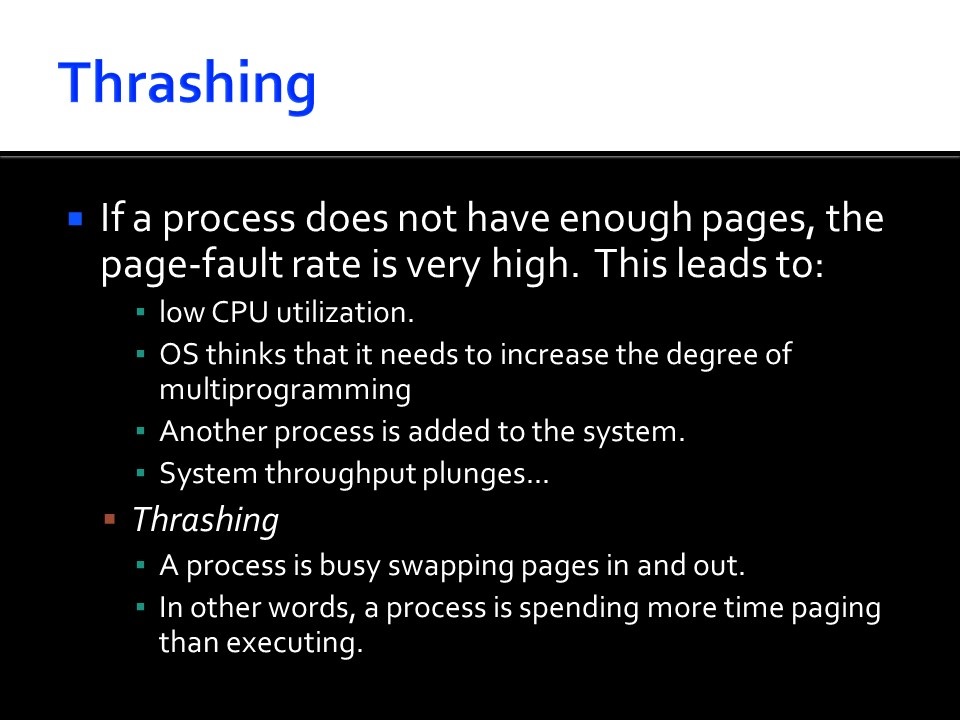 Thrashing
If a process does not have enough pages, the
page-fault rate is very high.  This leads to:
low CPU utilization.
OS thinks that it needs to increase the degree of
multiprogramming
Another process is added to the system.
System throughput plunges...
Thrashing
A process is busy swapping pages in and out.
In other words, a process is spending more time paging
than executing.